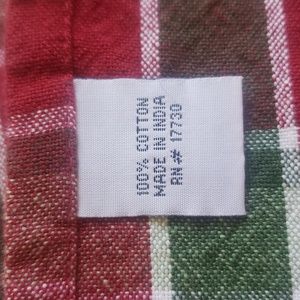 100% COTTON
MADE IN INDIA
RN# 17730